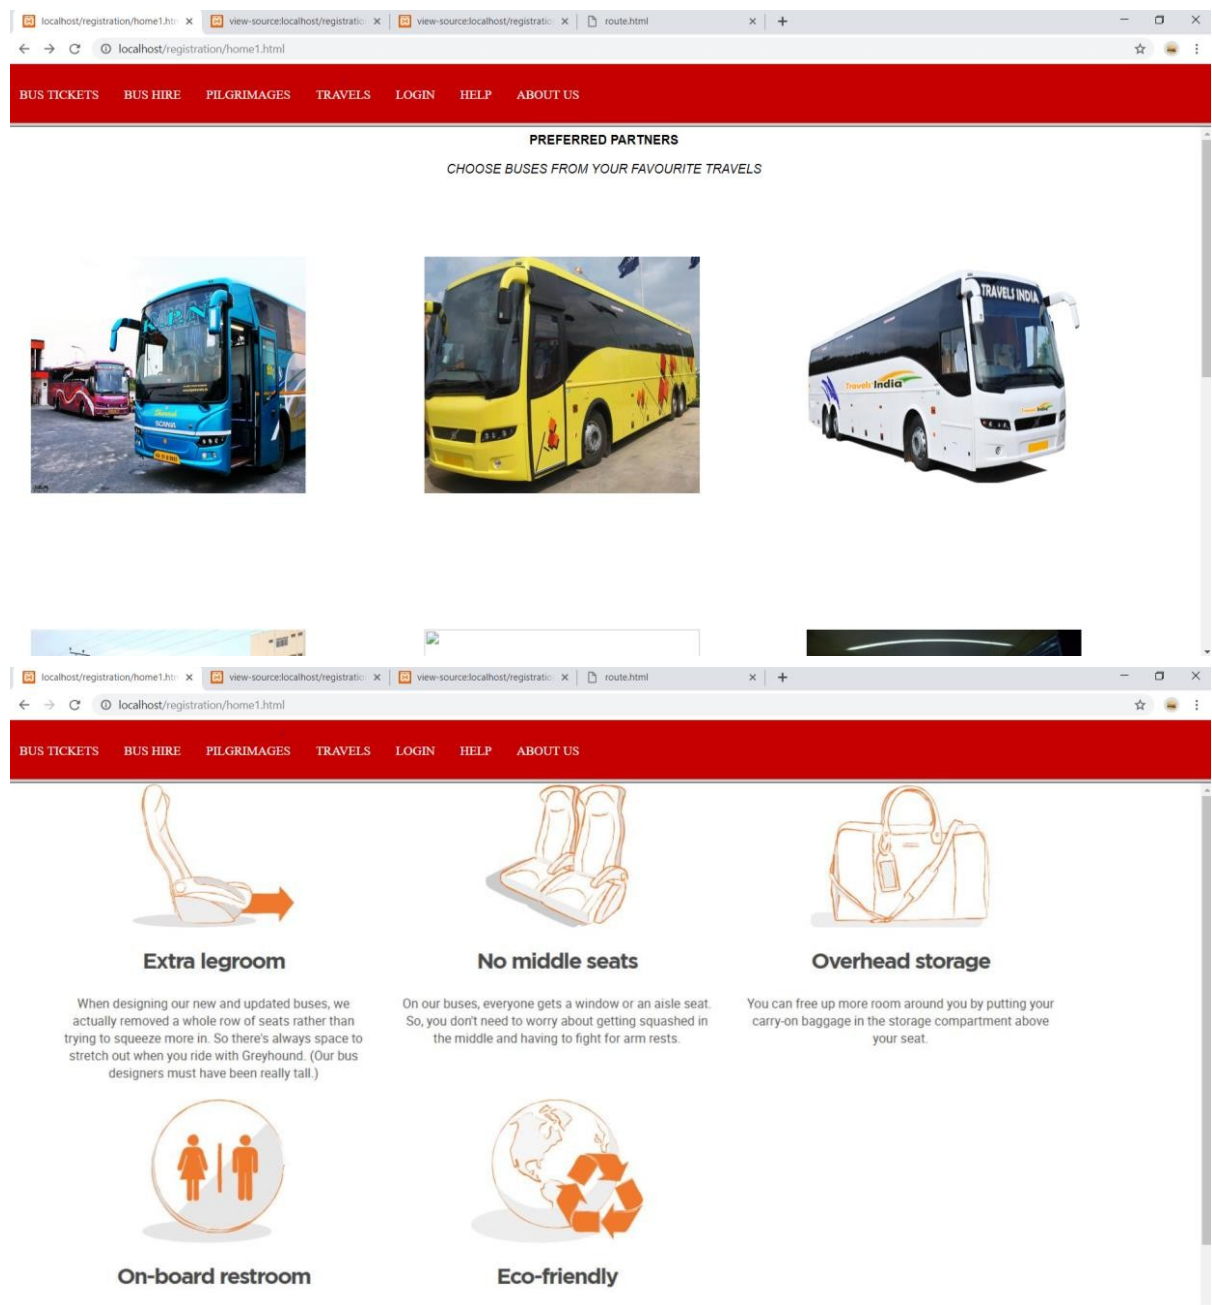 localhost/registration/home1.htm
view-source:localhost/registratio
view-source:localhost/registratio
route.html
localhost/registration/home1.html
BUS TICKETS BUS HIRE PILGRIMAGES TRAVELS LOGIN HELP ABOUT US
PREFERRED PARTNERS
CHOOSE BUSES FROM YOUR FAVOURITE TRAVELS
K.P.N
SCANIA
TRAVELS INDIA
Travels India
localhost/registration/home1.htm
view-source:localhost/registratio
view-source:localhost/registratio
route.html
localhost/registration/home1.html
BUS TICKETS BUS HIRE PILGRIMAGES TRAVELS LOGIN HELP ABOUT US
Extra legroom
When designing our new and updated buses, we
actually removed a whole row of seats rather than
trying to squeeze more in. So there's always space to
stretch out when you ride with Greyhound. (Our bus
designers must have been really tall.)
No middle seats
On our buses, everyone gets a window or an aisle seat.
So, you don't need to worry about getting squashed in
the middle and having to fight for arm rests.
Overhead storage
You can free up more room around you by putting your
carry-on baggage in the storage compartment above
your seat.
On-board restroom
Eco-friendly